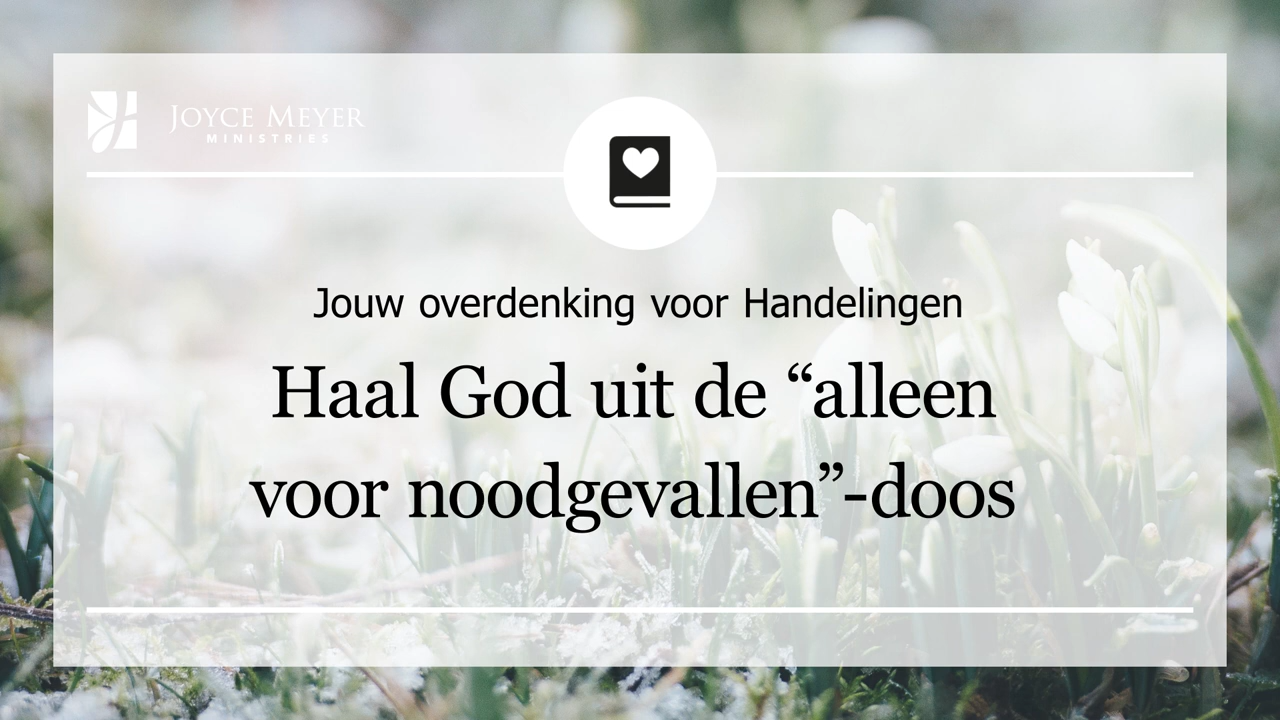 JOYCE MEYER
MINISTRIES
Jouw overdenking voor Handelingen
Haal God uit de “alleen
voor noodgevallen”-doos